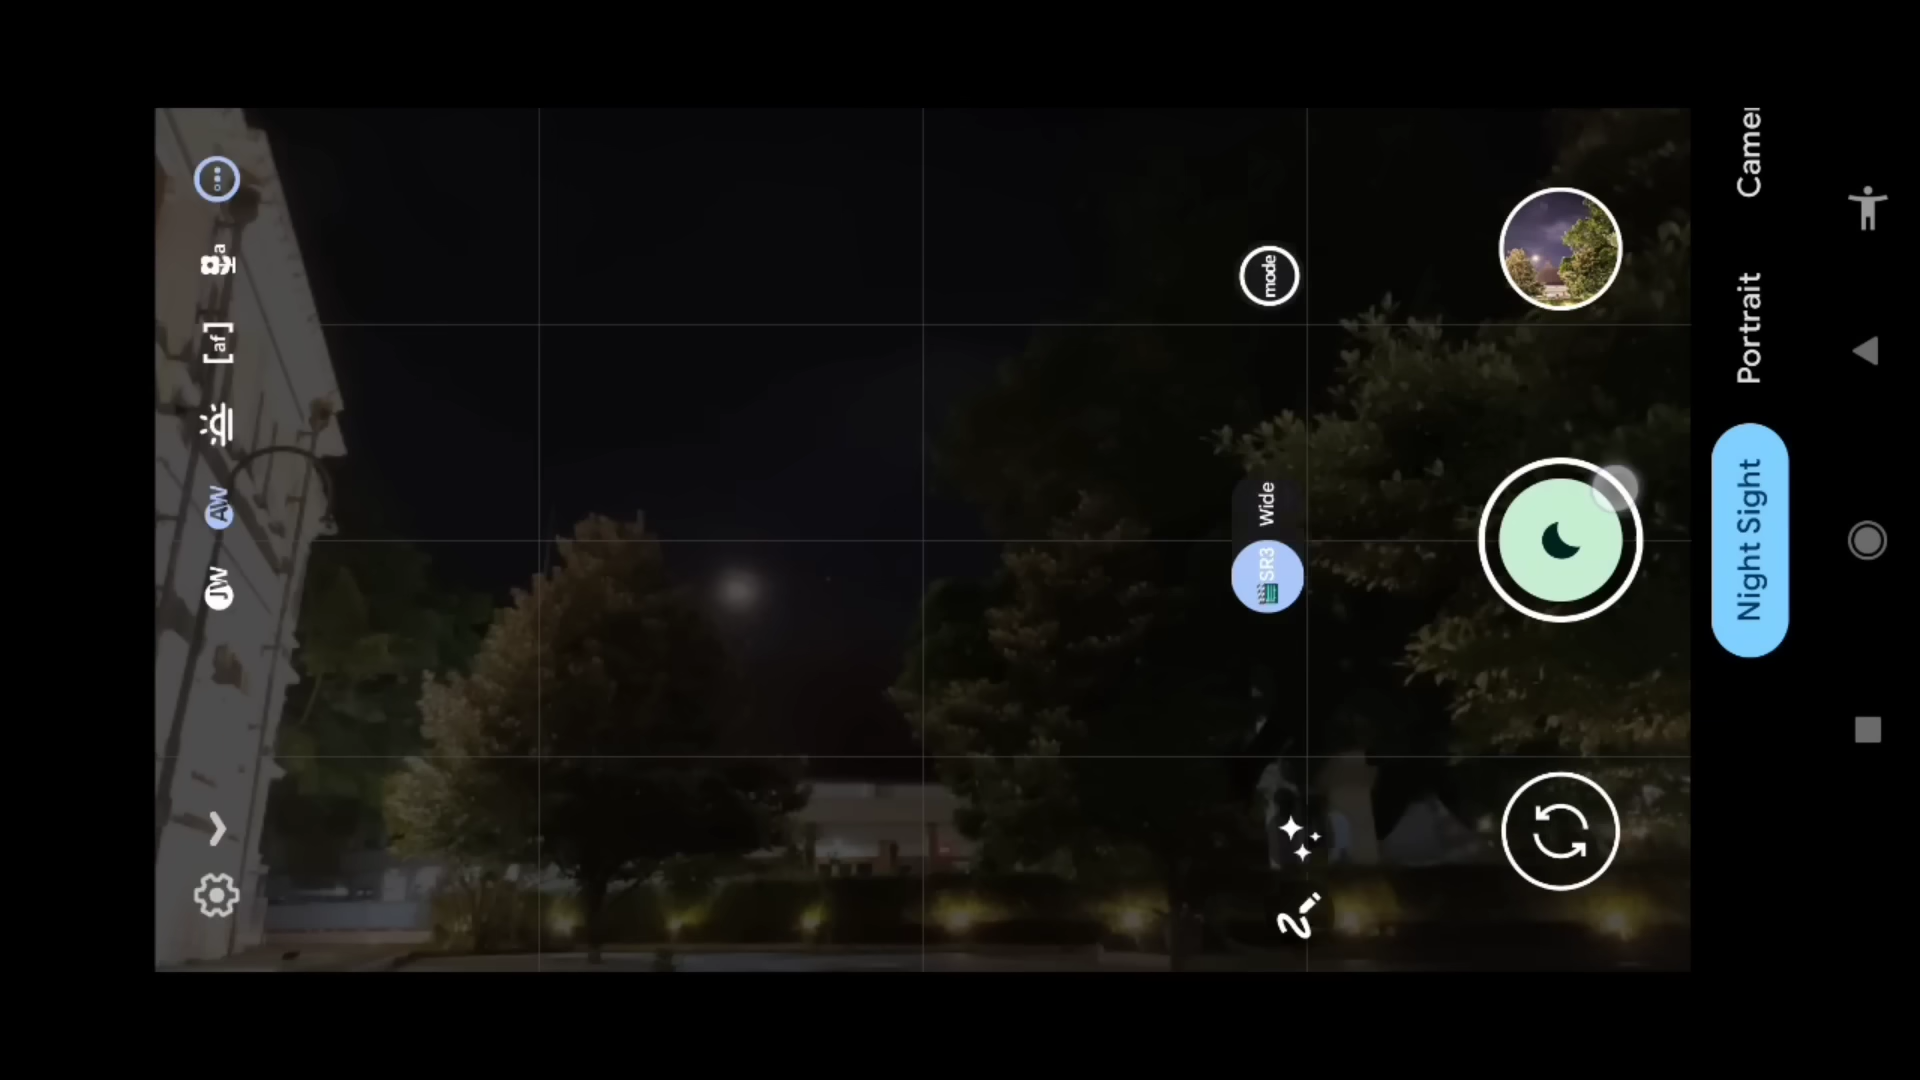 Camer
Portrait
Night Sight
mode
Wide
SR3
a
af
AW
JW